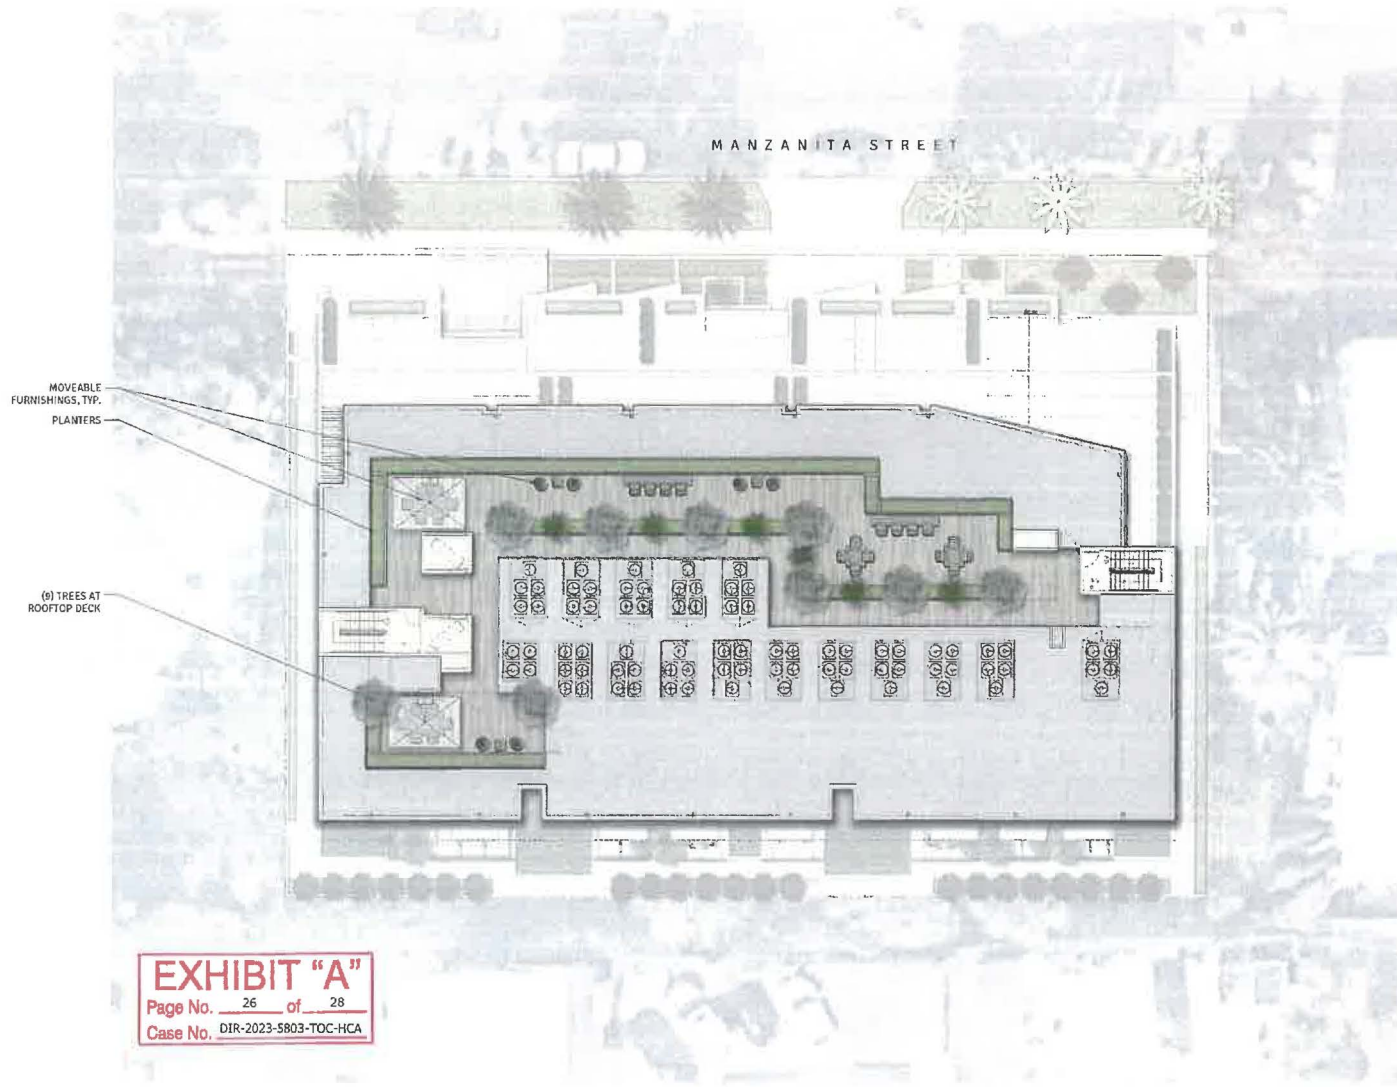 MANZANITA STREET
MOVEABLE
FURNISHINGS, TYP.
PLANTERS
(9) TREES AT
ROOFTOP DECK
EXHIBIT "A"
Page No. 26 of 28
Case No. DIR-2023-5803-TOC-HCA